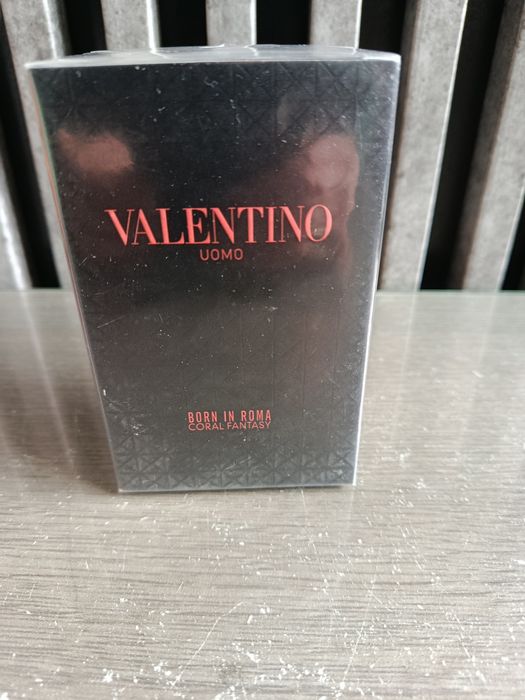 VALENTINO
UOMO
BORN IN ROMA
CORAL FANTASY